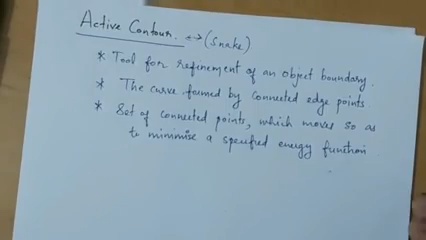 Active Contour. ↔ (Snake)
* Tool for refinement of an object boundary.
* The curve formed by connected edge points.
* Set of connected points, which moves so as
to minimise a specified energy function